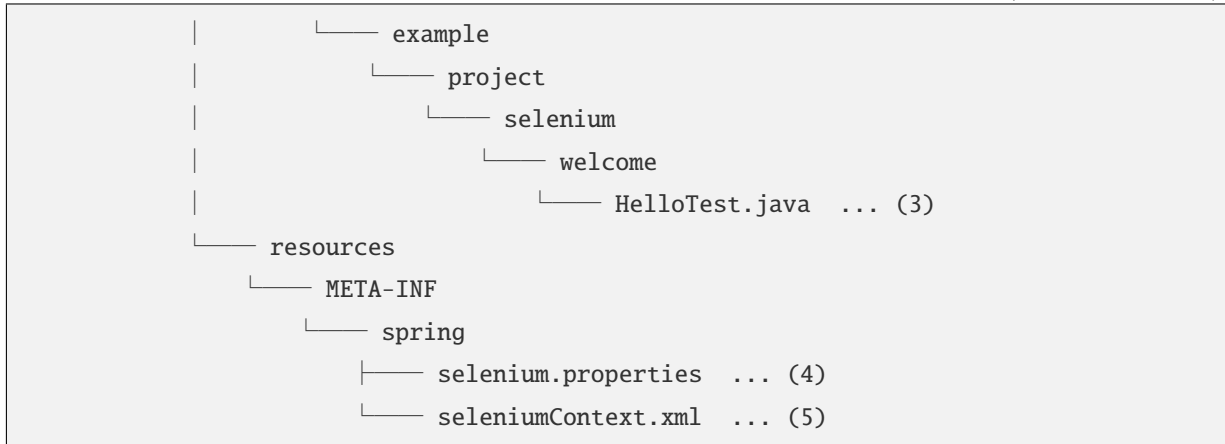 │       └── example
│           └── project
│               └── selenium
│                   └── welcome
│                       └── HelloTest.java ... (3)
└── resources
    └── META-INF
        └── spring
            ├── selenium.properties ... (4)
            └── seleniumContext.xml ... (5)